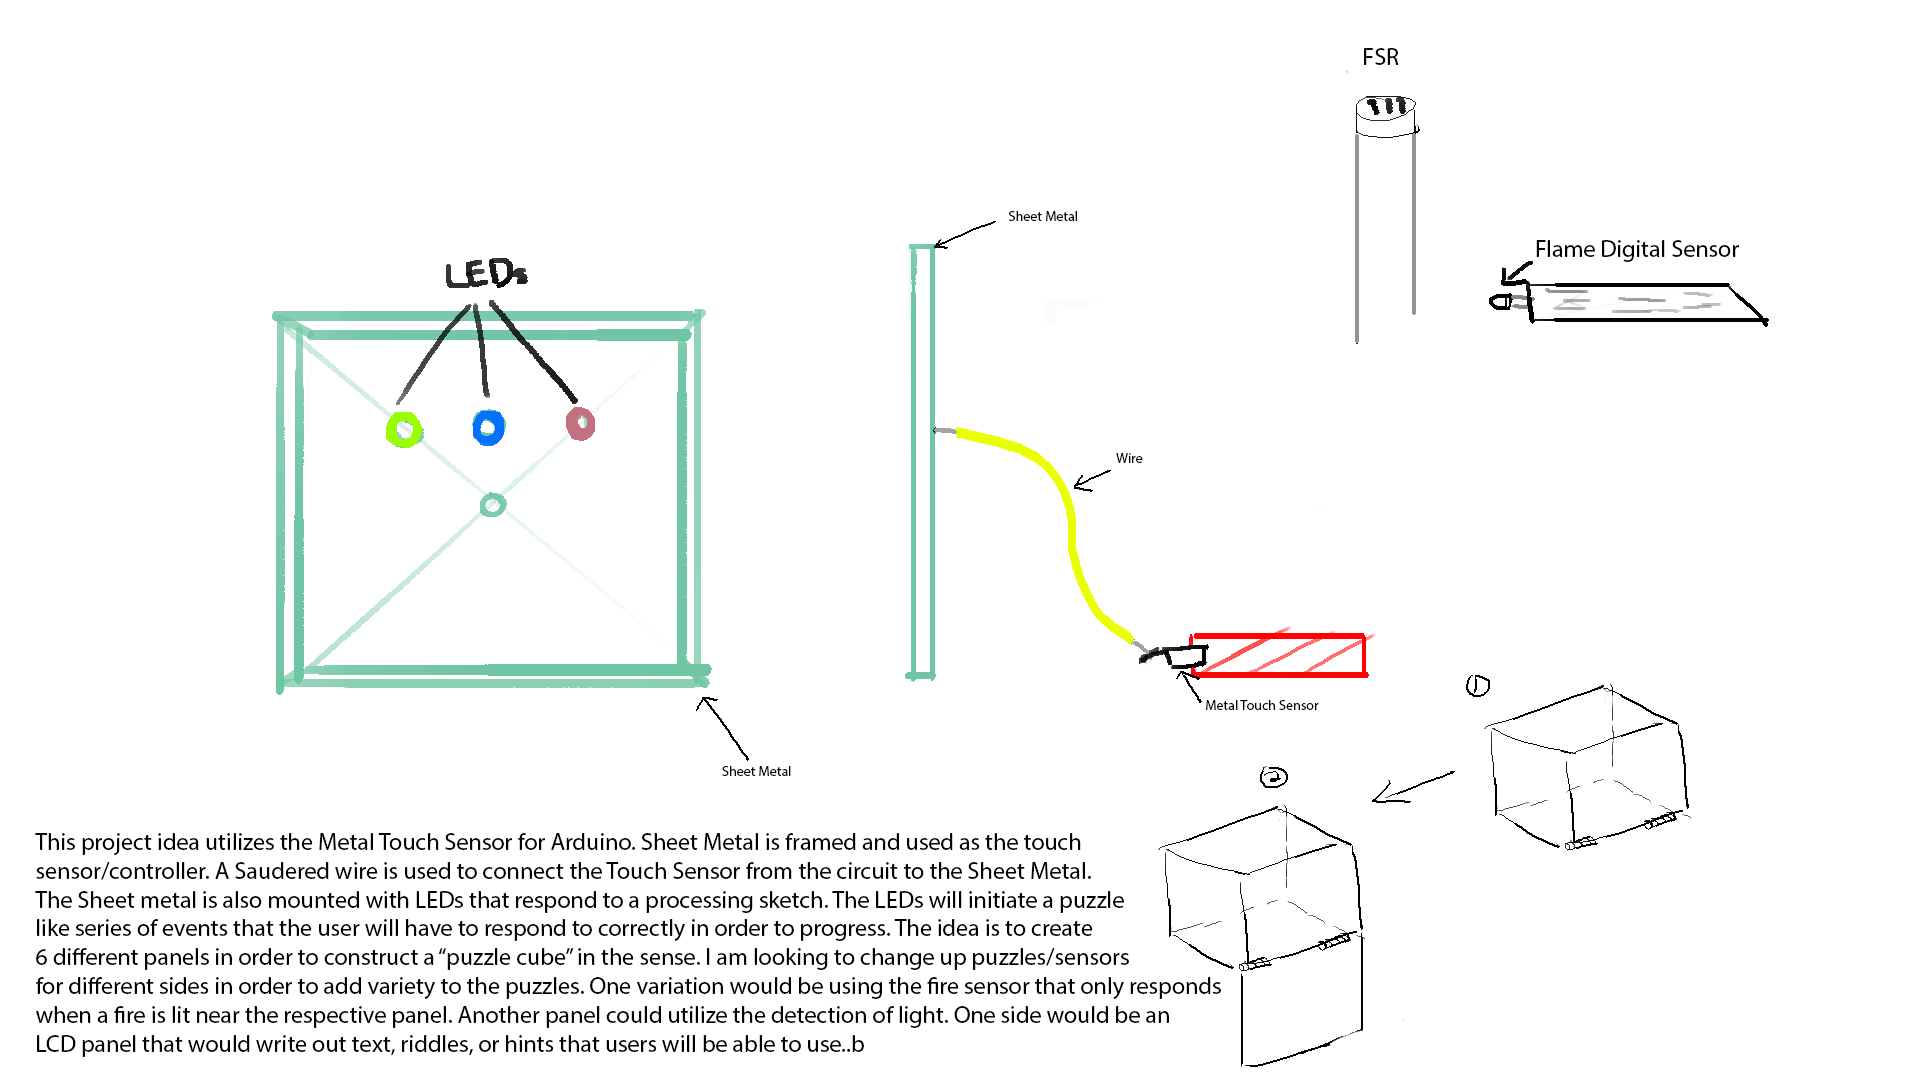 FSR
Sheet Metal
Flame Digital Sensor
LEDs
Wire
Metal Touch Sensor
1
Sheet Metal
2
This project idea utilizes the Metal Touch Sensor for Arduino. Sheet Metal is framed and used as the touch
sensor/controller. A Saudered wire is used to connect the Touch Sensor from the circuit to the Sheet Metal.
The Sheet metal is also mounted with LEDs that respond to a processing sketch. The LEDs will initiate a puzzle
like series of events that the user will have to respond to correctly in order to progress. The idea is to create
6 different panels in order to construct a “puzzle cube” in the sense. I am looking to change up puzzles/sensors
for different sides in order to add variety to the puzzles. One variation would be using the fire sensor that only responds
when a fire is lit near the respective panel. Another panel could utilize the detection of light. One side would be an
LCD panel that would write out text, riddles, or hints that users will be able to use..b